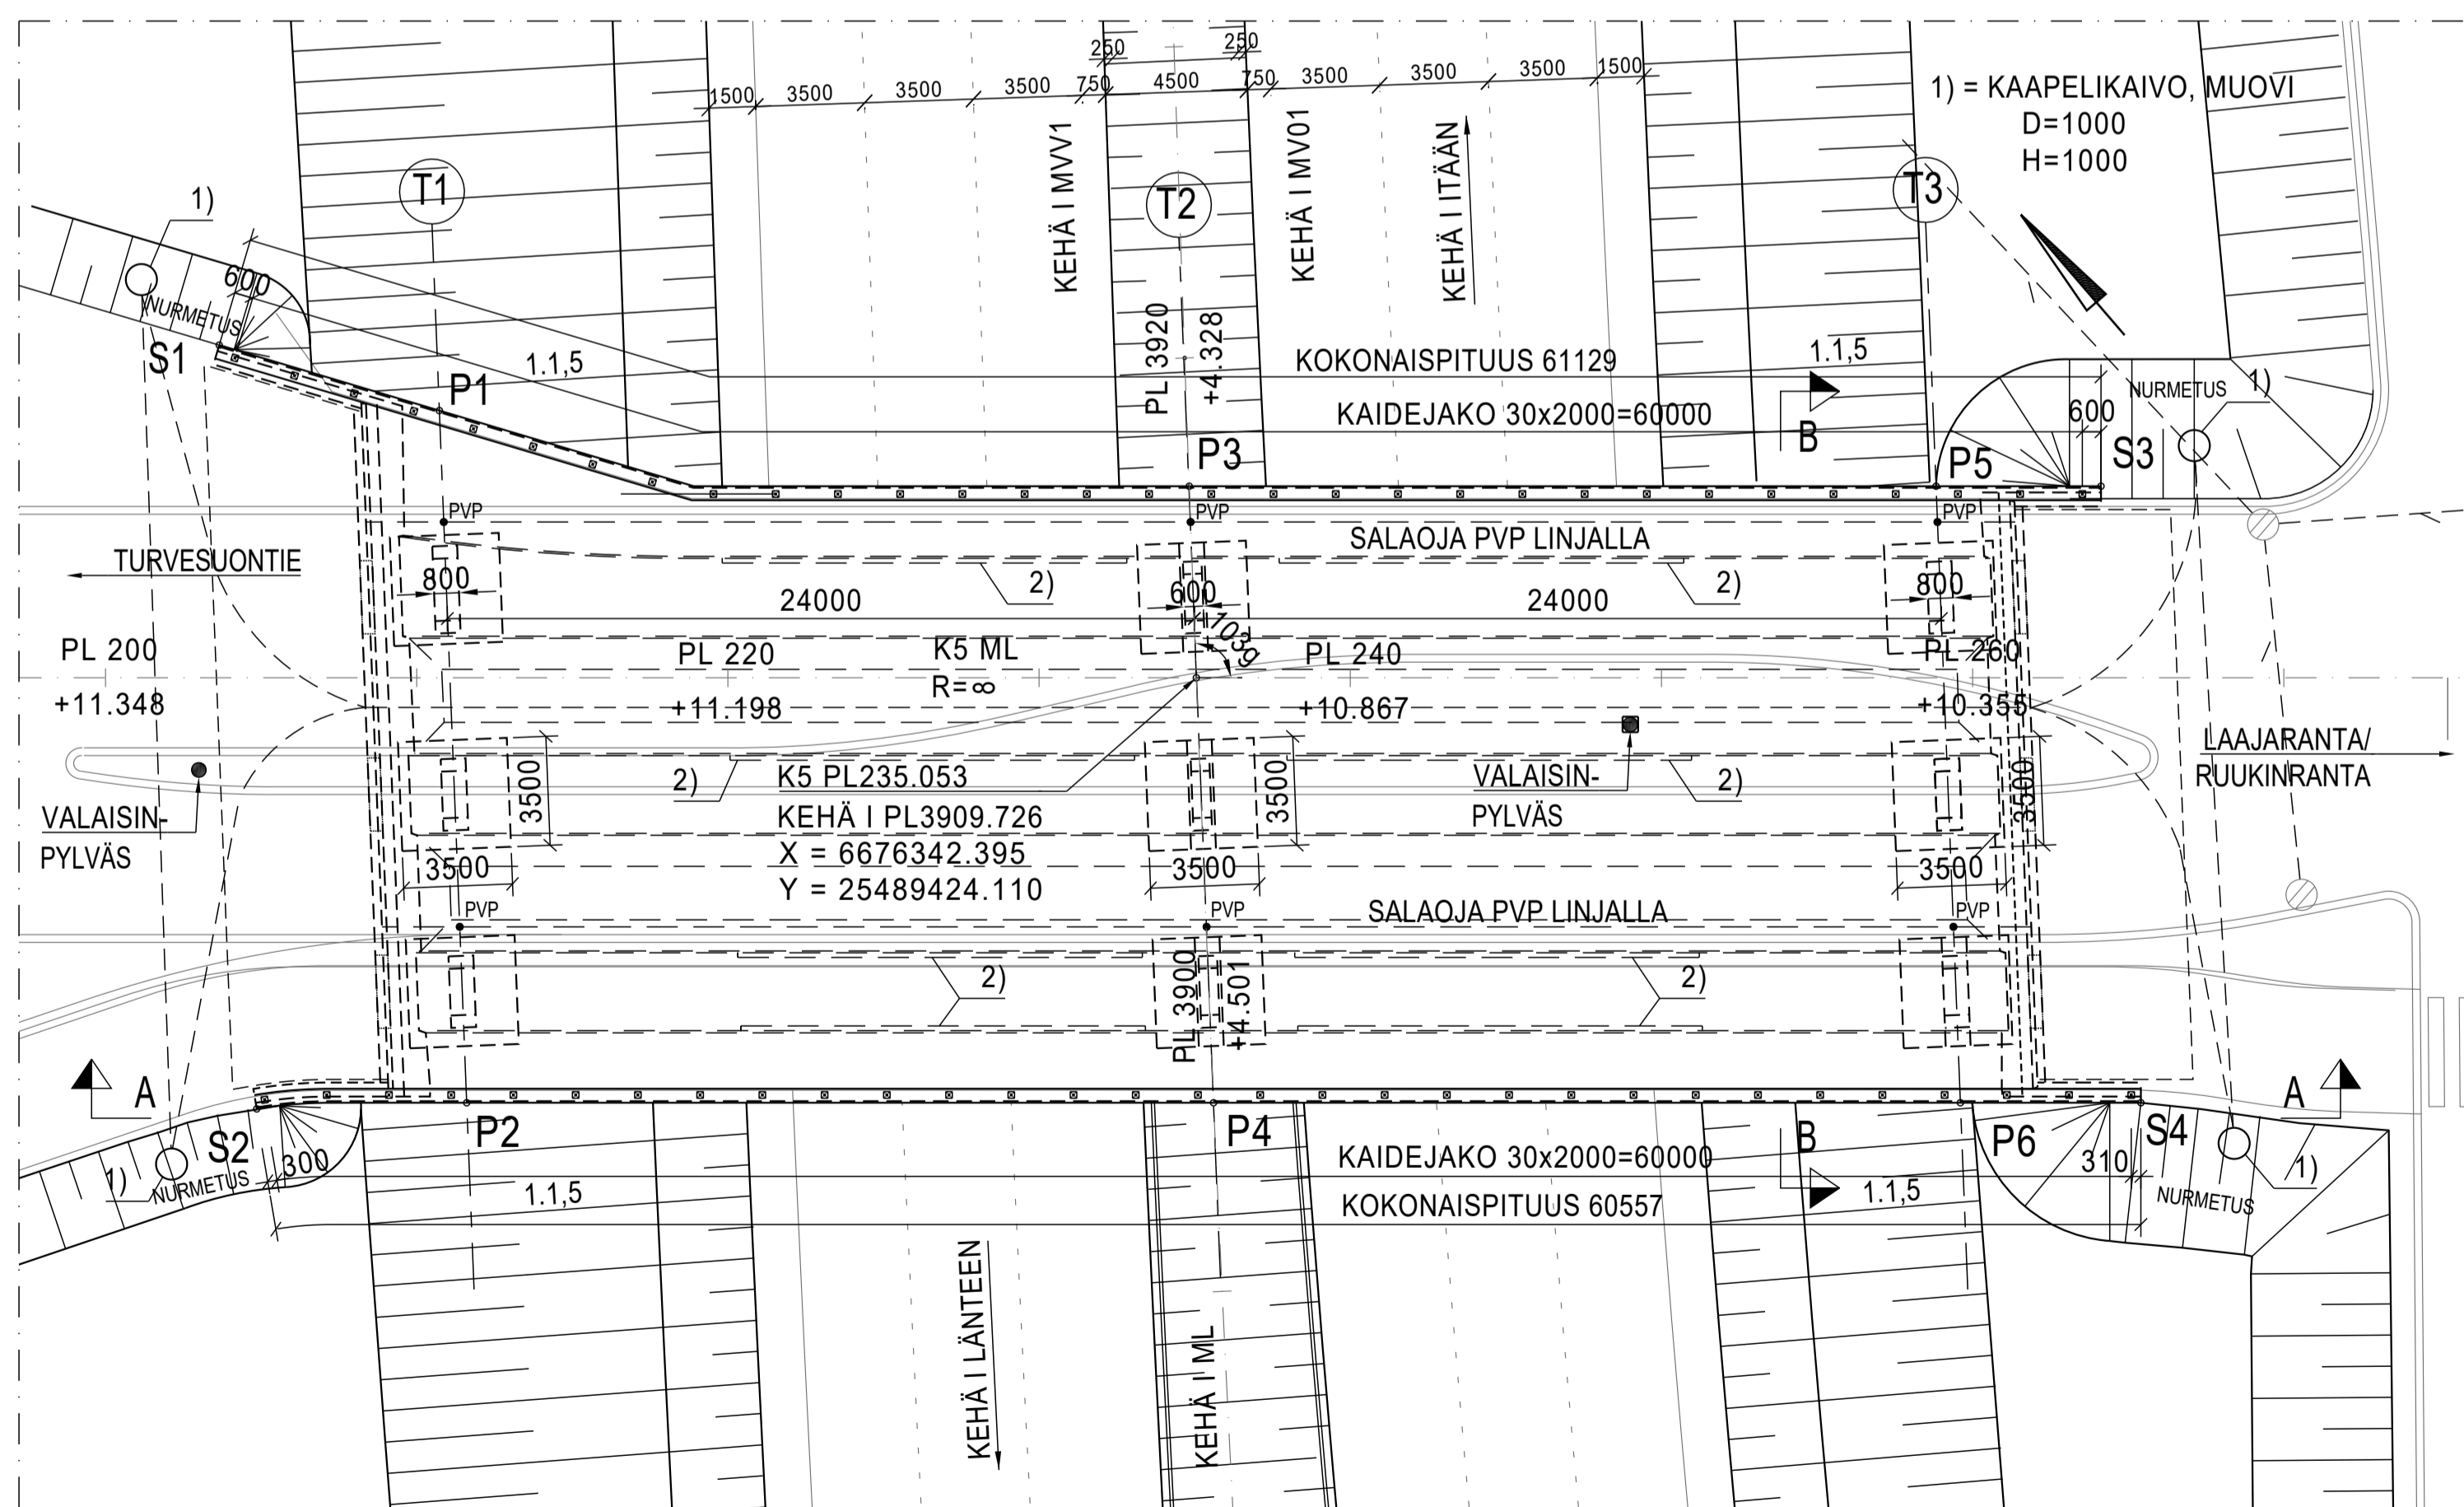 250
250
1500
3500
3500
3500
750
4500
750
3500
3500
3500
1500
1) = KAAPELIKAIVO, MUOVI
D=1000
H=1000
KEHÄ I MVV1
KEHÄ I MV01
KEHÄ I ITÄÄN
T1
T2
T3
1)
600
NURMETUS
S1
P1
1.1,5
PL 3920
+4.328
KOKONAISPITUUS 61129
1.1,5
KAIDEJAKO 30x2000=60000
B
P3
P5
S3
NURMETUS
1)
600
PVP
PVP
PVP
TURVESUONTIE
SALAOJA PVP LINJALLA
800
24000
2)
600
24000
2)
800
103g
PL 200
+11.348
PL 220
+11.198
K5 ML
R=∞
PL 240
+10.867
PL 260
+10.355
LAAJARANTA/
RUUKINRANTA
2)
K5 PL235.053
KEHÄ I PL3909.726
X = 6676342.395
Y = 25489424.110
VALAISIN-
PYLVÄS
2)
VALAISIN-
PYLVÄS
3500
3500
3500
3500
3500
3500
PVP
PVP
PVP
SALAOJA PVP LINJALLA
2)
PL 3900
+4.501
2)
A
A
S2
P2
P4
B
P6
S4
1)
NURMETUS
300
1.1,5
KAIDEJAKO 30x2000=60000
KOKONAISPITUUS 60557
1.1,5
310
NURMETUS
1)
KEHÄ I LÄNTEEN
KEHÄ I ML